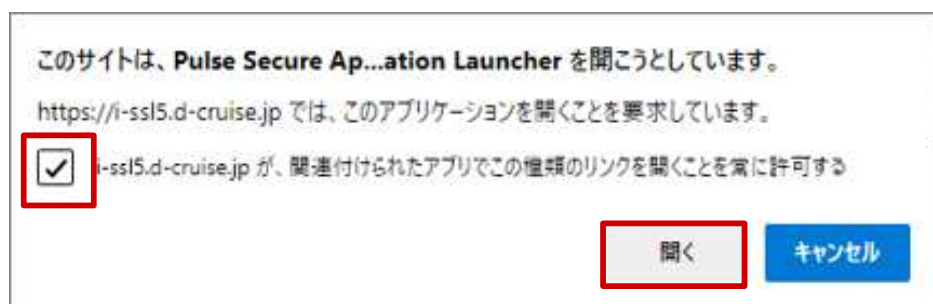 このサイトは、Pulse Secure Ap...ation Launcher を開こうとしています。
https://i-ssl5.d-cruise.jp では、このアプリケーションを開くことを要求しています。
i-ssl5.d-cruise.jp が、関連付けられたアプリでこの種類のリンクを開くことを常に許可する
開く
キャンセル